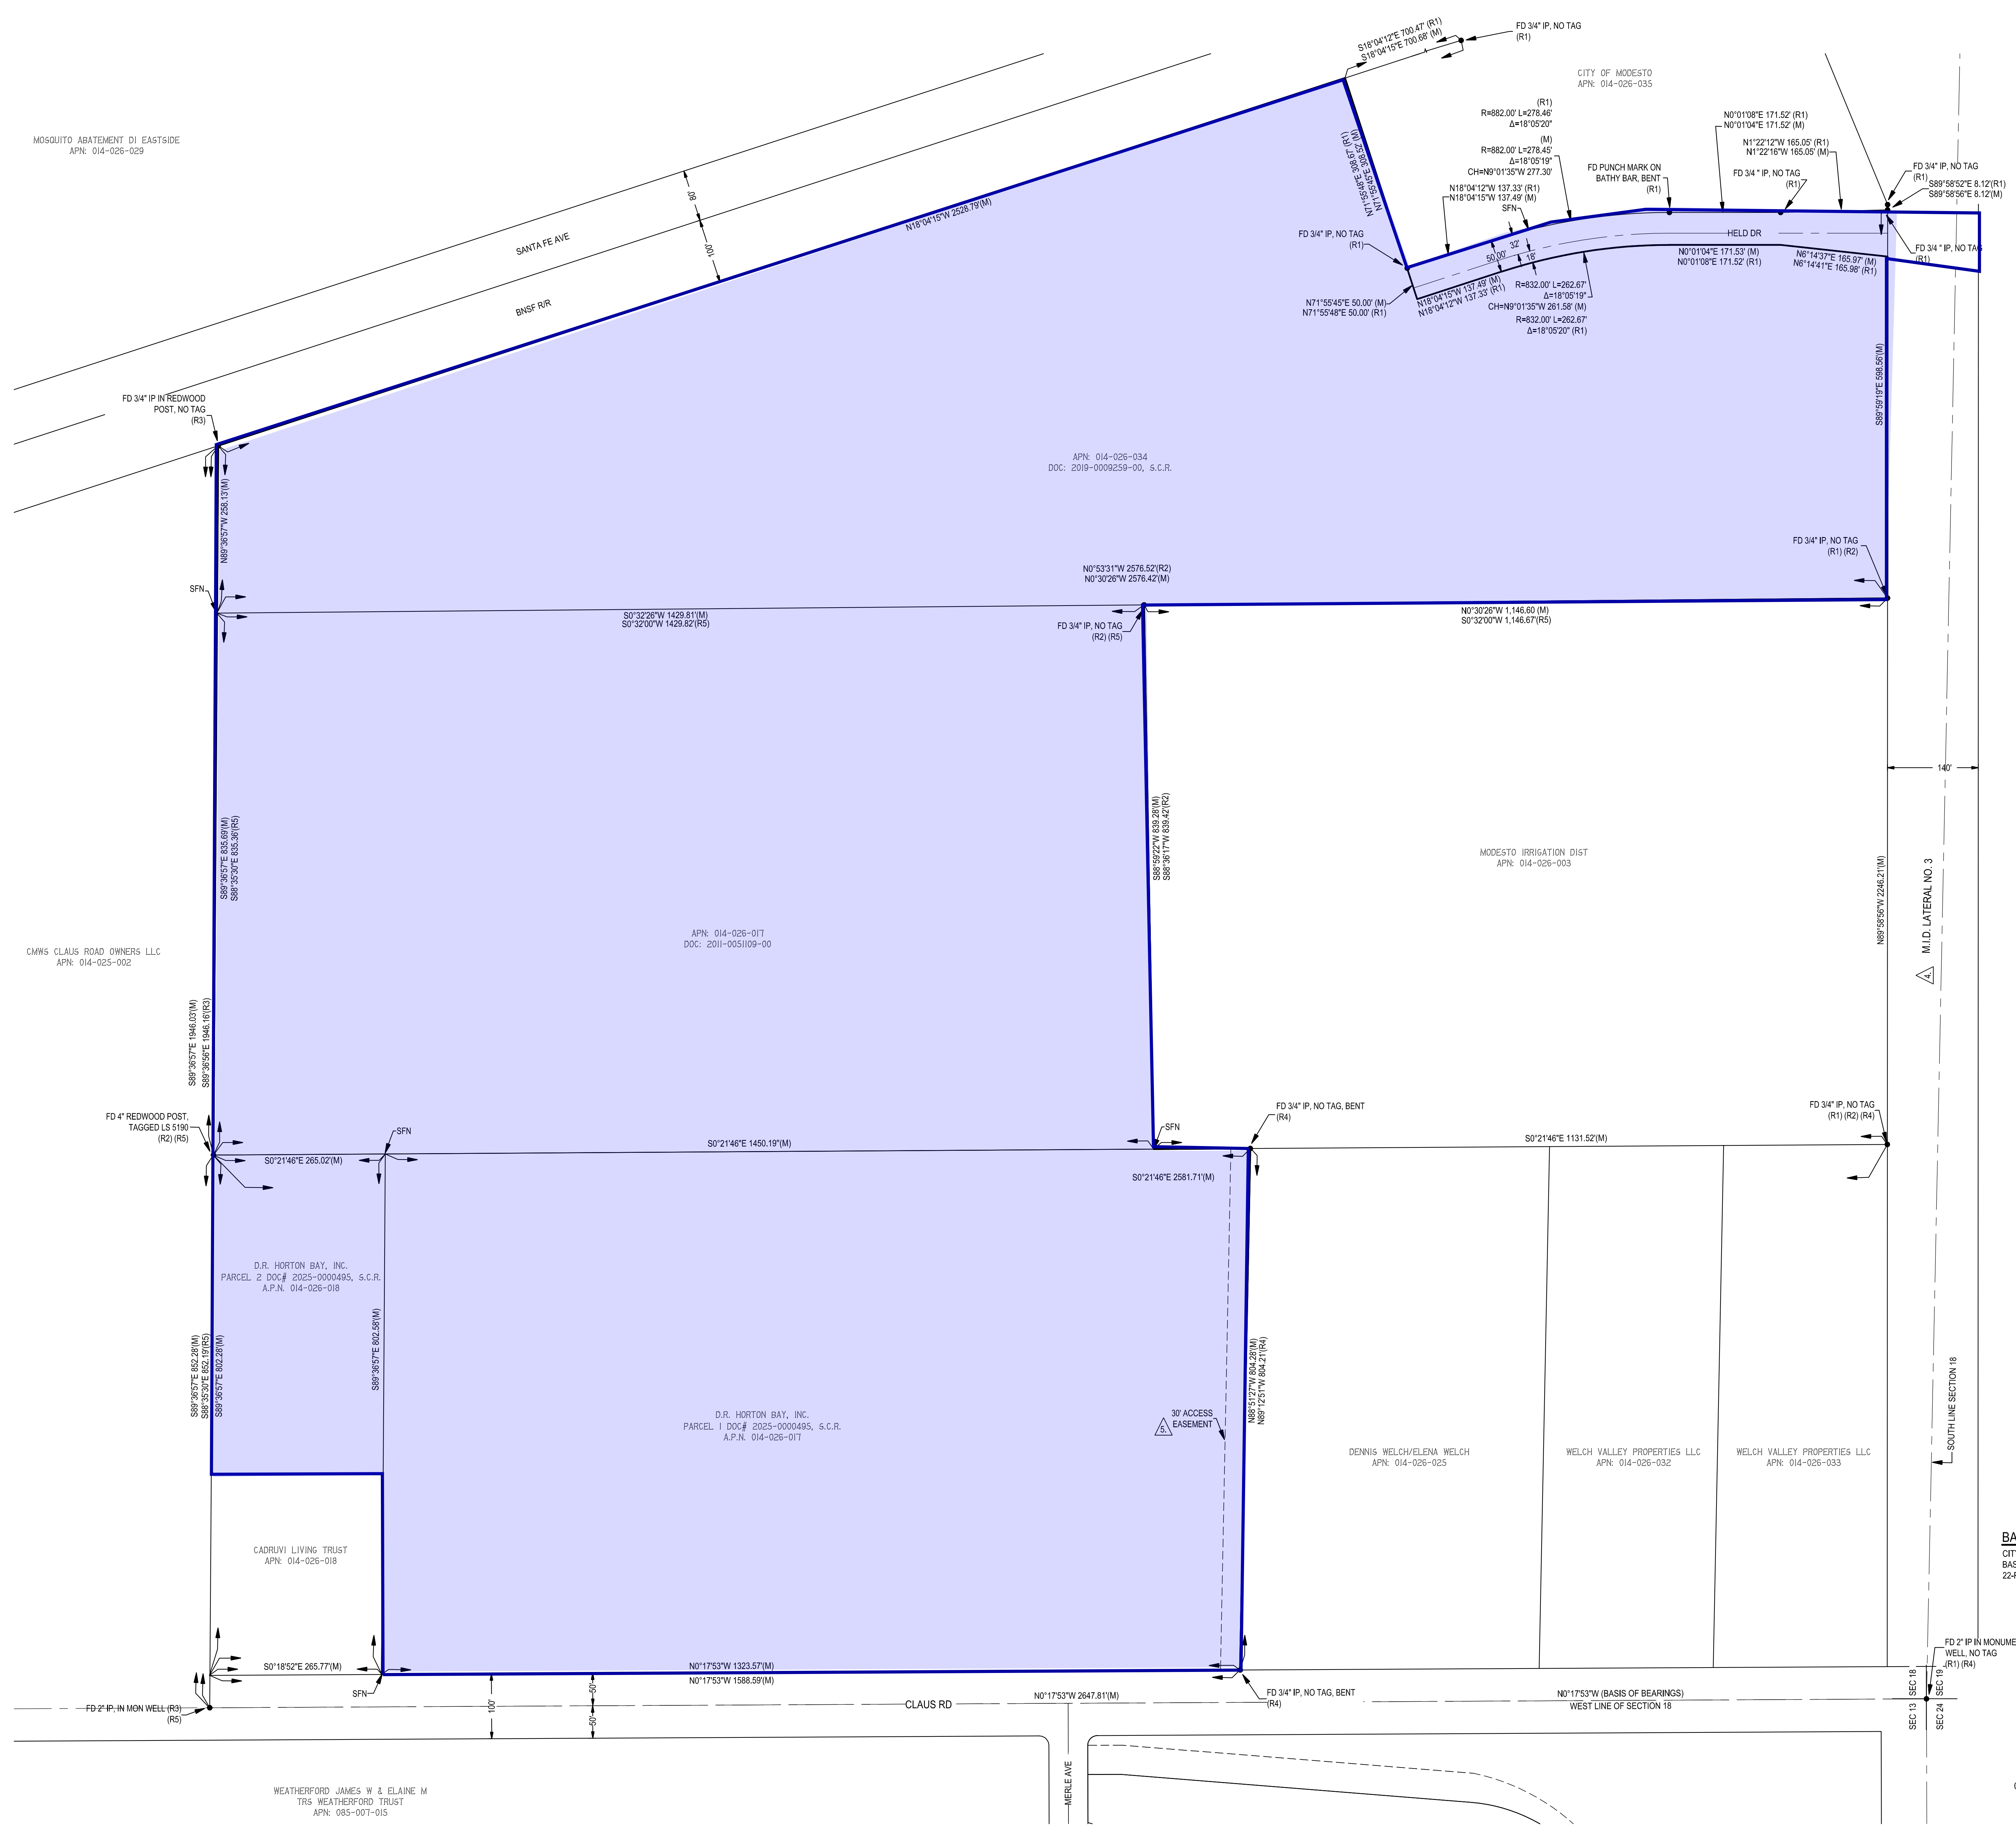 S18°04'12"E 700.47' (R1)
S18°04'15"E 700.68' (M)
FD 3/4" IP, NO TAG
(R1)
CITY OF MODESTO
APN: 014-026-035
MOSQUITO ABATEMENT DI EASTSIDE
APN: 014-026-029
(R1)
R=882.00' L=278.46'
Δ=18°05'20"
(M)
R=882.00' L=278.45'
Δ=18°05'19"
CH=N9°01'35"W 277.30'
N18°04'12"W 137.33' (R1)
N18°04'15"W 137.49' (M)
SFN
FD PUNCH MARK ON
BATHY BAR, BENT
(R1)
N0°01'08"E 171.52' (R1)
N0°01'04"E 171.52' (M)
N1°22'12"W 165.05' (R1)
N1°22'16"W 165.05' (M)
FD 3/4 " IP, NO TAG
(R1)
FD 3/4" IP, NO TAG
(R1)
S89°58'52"E 8.12'(R1)
S89°58'56"E 8.12'(M)
FD 3/4 " IP, NO TAG
(R1)
N71°55'48"E 308.67' (R1)
N71°55'45"E 308.52' (M)
80'
100'
N18°04'15"W 2528.79'(M)
SANTA FE AVE
BNSF R/R
FD 3/4" IP, NO TAG
(R1)
HELD DR
50.00'
32'
18'
N0°01'04"E 171.53' (M)
N0°01'08"E 171.52' (R1)
N6°14'37"E 165.97' (M)
N6°14'41"E 165.98' (R1)
N71°55'45"E 50.00' (M)
N71°55'48"E 50.00' (R1)
N18°04'15"W 137.49' (M)
N18°04'12"W 137.33' (R1)
R=832.00' L=262.67'
Δ=18°05'19"
CH=N9°01'35"W 261.58' (M)
R=832.00' L=262.67'
Δ=18°05'20" (R1)
FD 3/4" IP IN REDWOOD
POST, NO TAG
(R3)
S89°59'19"E 598.56'(M)
APN: 014-026-034
DOC: 2019-0009259-00, S.C.R.
N89°36'57"W 258.13'(M)
FD 3/4" IP, NO TAG
(R1) (R2)
SFN
N0°53'31"W 2576.52'(R2)
N0°30'26"W 2576.42'(M)
S0°32'26"W 1429.81'(M)
S0°32'00"W 1429.82'(R5)
FD 3/4" IP, NO TAG
(R2) (R5)
N0°30'26"W 1,146.60 (M)
S0°32'00"W 1,146.67'(R5)
140'
S89°36'57"E 835.69'(M)
S88°35'30"E 835.36'(R5)
S88°59'22"W 839.28'(M)
S88°36'17"W 839.42'(R2)
MODESTO IRRIGATION DIST
APN: 014-026-003
N89°58'56"W 2246.21'(M)
M.I.D. LATERAL NO. 3
4.
APN: 014-026-017
DOC: 2011-0051109-00
CMWS CLAUS ROAD OWNERS LLC
APN: 014-025-002
S89°36'57"E 1946.03'(M)
S89°36'56"E 1946.16'(R3)
FD 4" REDWOOD POST,
TAGGED LS 5190
(R2) (R5)
SFN
S0°21'46"E 265.02'(M)
S0°21'46"E 1450.19"(M)
SFN
FD 3/4" IP, NO TAG, BENT
(R4)
S0°21'46"E 1131.52'(M)
FD 3/4" IP, NO TAG
(R1) (R2) (R4)
S0°21'46"E 2581.71'(M)
D.R. HORTON BAY, INC.
PARCEL 2 DOC# 2025-0000495, S.C.R.
A.P.N. 014-026-018
S89°36'57"E 852.28'(M)
S88°35'30"E 852.19'(R5)
S89°36'57"E 802.28'(M)
S89°36'57"E 802.58'(M)
D.R. HORTON BAY, INC.
PARCEL 1 DOC# 2025-0000495, S.C.R.
A.P.N. 014-026-017
5.
30' ACCESS
EASEMENT
N88°51'27"W 804.28'(M)
N89°12'51"W 804.21'(R4)
DENNIS WELCH/ELENA WELCH
APN: 014-026-025
WELCH VALLEY PROPERTIES LLC
APN: 014-026-032
WELCH VALLEY PROPERTIES LLC
APN: 014-026-033
SOUTH LINE SECTION 18
CADRUVI LIVING TRUST
APN: 014-026-018
BA
CIT
BAS
22-
S0°18'52"E 265.77'(M)
SFN
N0°17'53"W 1323.57'(M)
N0°17'53"W 1588.59'(M)
FD 2" IP IN MONUME
WELL, NO TAG
(R1) (R4)
SEC 18
SEC 19
SEC 13
SEC 24
FD 3/4" IP, NO TAG, BENT
(R4)
FD 2" IP, IN MON WELL (R3)
(R5)
100'
50'
50'
CLAUS RD
N0°17'53"W 2647.81'(M)
N0°17'53"W (BASIS OF BEARINGS)
WEST LINE OF SECTION 18
MERLE AVE
WEATHERFORD JAMES W & ELAINE M
TRS WEATHERFORD TRUST
APN: 085-007-015